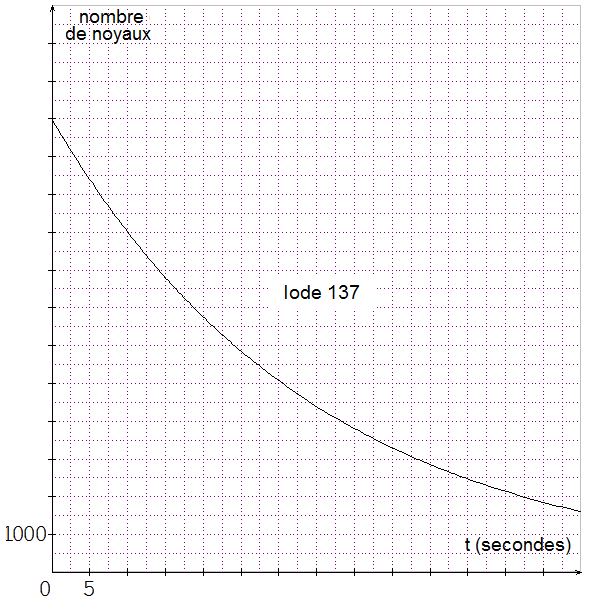 nombre
de noyaux
Iode 137
1000
t (secondes)
0 5